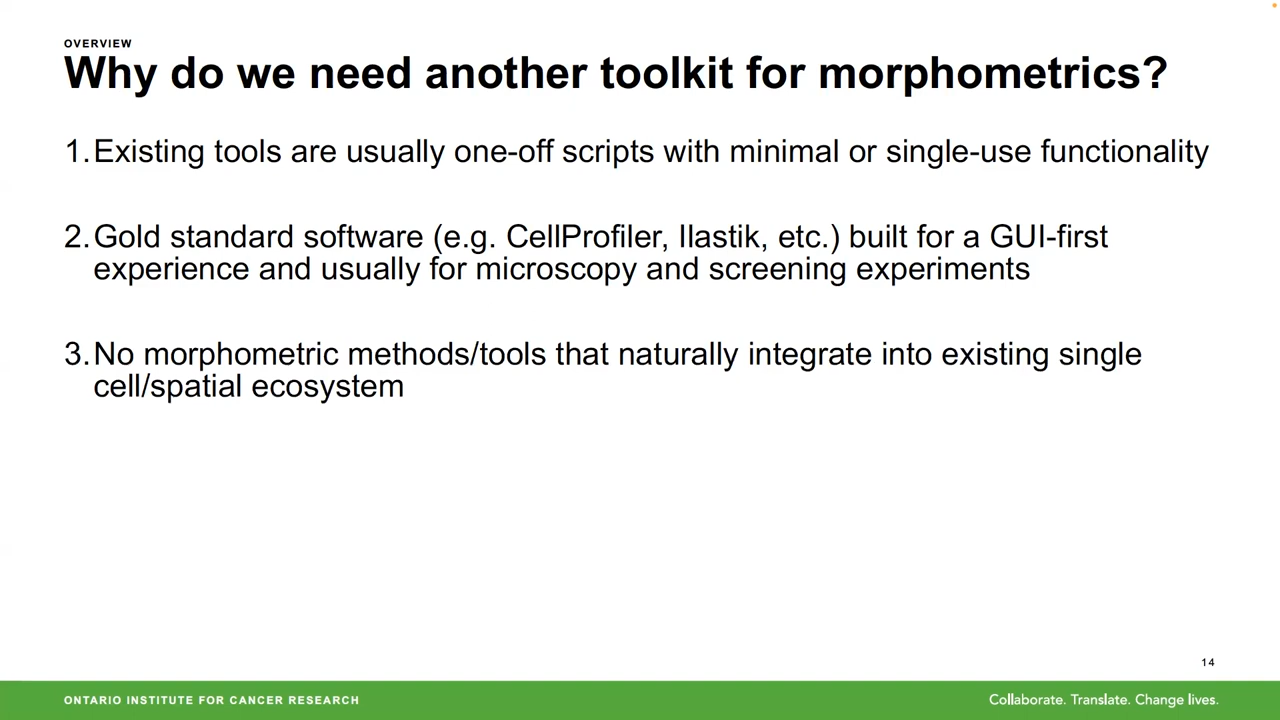 OVERVIEW
Why do we need another toolkit for morphometrics?
1. Existing tools are usually one-off scripts with minimal or single-use functionality
2. Gold standard software (e.g. CellProfiler, Ilastik, etc.) built for a GUI-first
experience and usually for microscopy and screening experiments
3. No morphometric methods/tools that naturally integrate into existing single
cell/spatial ecosystem
14
ONTARIO INSTITUTE FOR CANCER RESEARCH
Collaborate. Translate. Change lives.